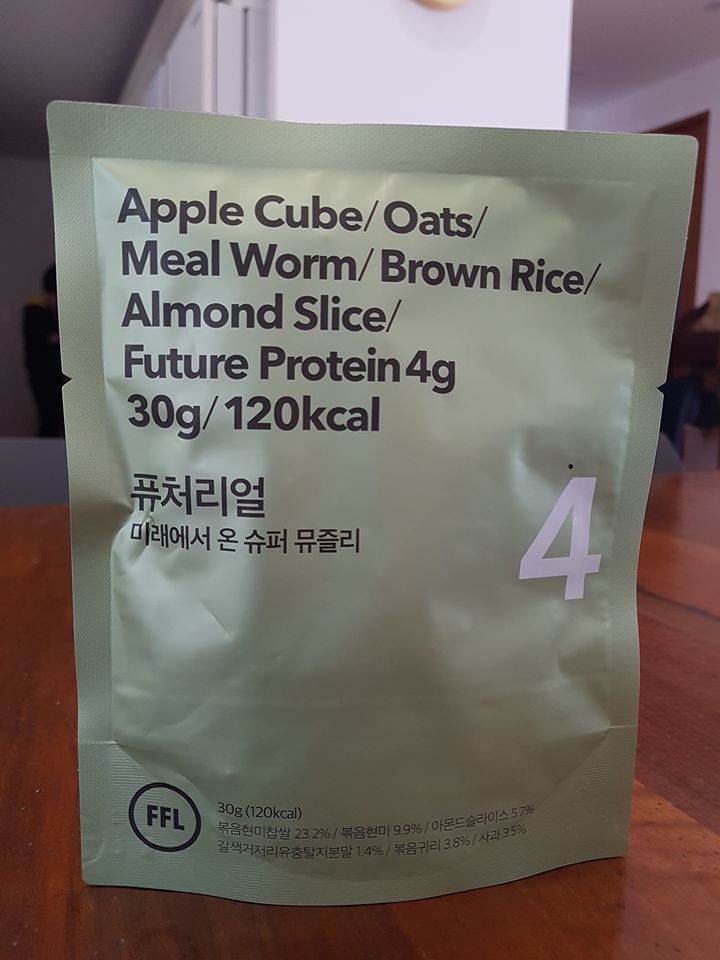 Apple Cube/Oats/
Meal Worm/Brown Rice/
Almond Slice/
Future Protein 4g
30g/120kcal
퓨처리얼
미래에서 온 슈퍼 뮤즐리
4
FFL
30g (120kcal)
볶음현미찹쌀 23.2% / 볶음현미 9.9% / 아몬드슬라이스 5.7%
갈색거저리유충탈지분말 1.4% / 볶음귀리 3.8% / 사과 3.5%